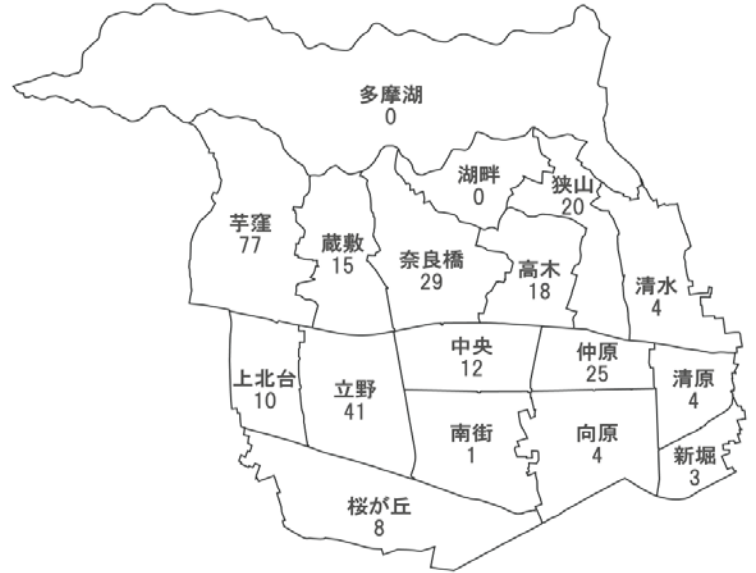 多摩湖
0
湖畔
0
狭山
20
芋窪
77
蔵敷
15
奈良橋
29
高木
18
清水
4
中央
12
仲原
25
上北台
10
立野
41
清原
4
南街
1
向原
4
新堀
3
桜が丘
8